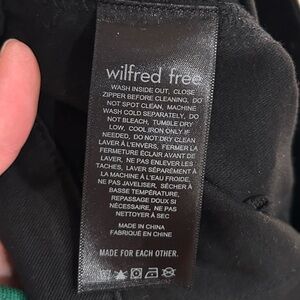 wilfred free
WASH INSIDE OUT, CLOSE
ZIPPER BEFORE CLEANING, DO
NOT SPOT CLEAN, MACHINE
WASH COLD SEPARATELY, DO
NOT BLEACH, TUMBLE DRY
LOW, COOL IRON ONLY IF
NEEDED, DO NOT DRY CLEAN
LAVER À L'ENVERS, FERMER LA
FERMETURE ÉCLAIR AVANT DE
LAVER, NE PAS ENLEVER LES
TACHES, LAVER SÉPARÉMENT À
LA MACHINE À L'EAU FROIDE,
NE PAS JAVELISER, SÉCHER À
BASSE TEMPÉRATURE,
REPASSAGE DOUX SI
NÉCESSAIRE, NE PAS
NETTOYER À SEC
MADE IN CHINA
FABRIQUÉ EN CHINE
MADE FOR EACH OTHER.